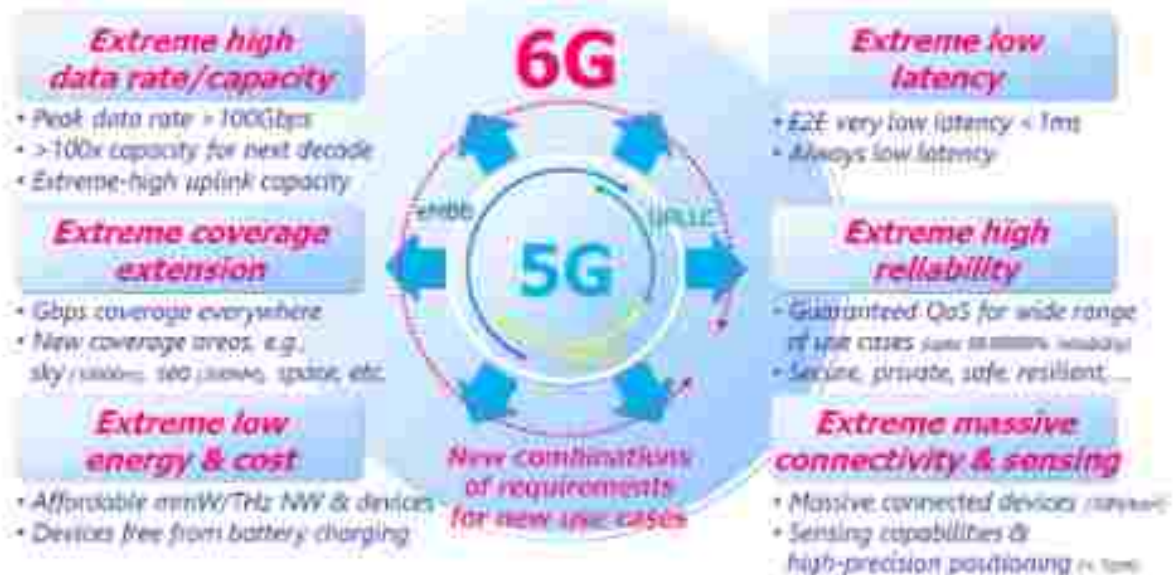 Extreme high
data rate/capacity
• Peak data rate >100Gbps
• >100x capacity for next decade
• Extreme-high uplink capacity
Extreme coverage
extension
• Gbps coverage everywhere
• New coverage areas, e.g.,
sky sea space, etc.
Extreme low
energy & cost
• Affordable mmW/THz NW & devices
• Devices free from battery charging
6G
eMBB
URLLC
5G
New combinations
of requirements
for new use cases
Extreme low
latency
• E2E very low latency < 1ms
• Always low latency
Extreme high
reliability
• Guaranteed QoS for wide range
of use cases
• Secure, private, safe, resilient, ...
Extreme massive
connectivity & sensing
• Massive connected devices
• Sensing capabilities &
high-precision positioning